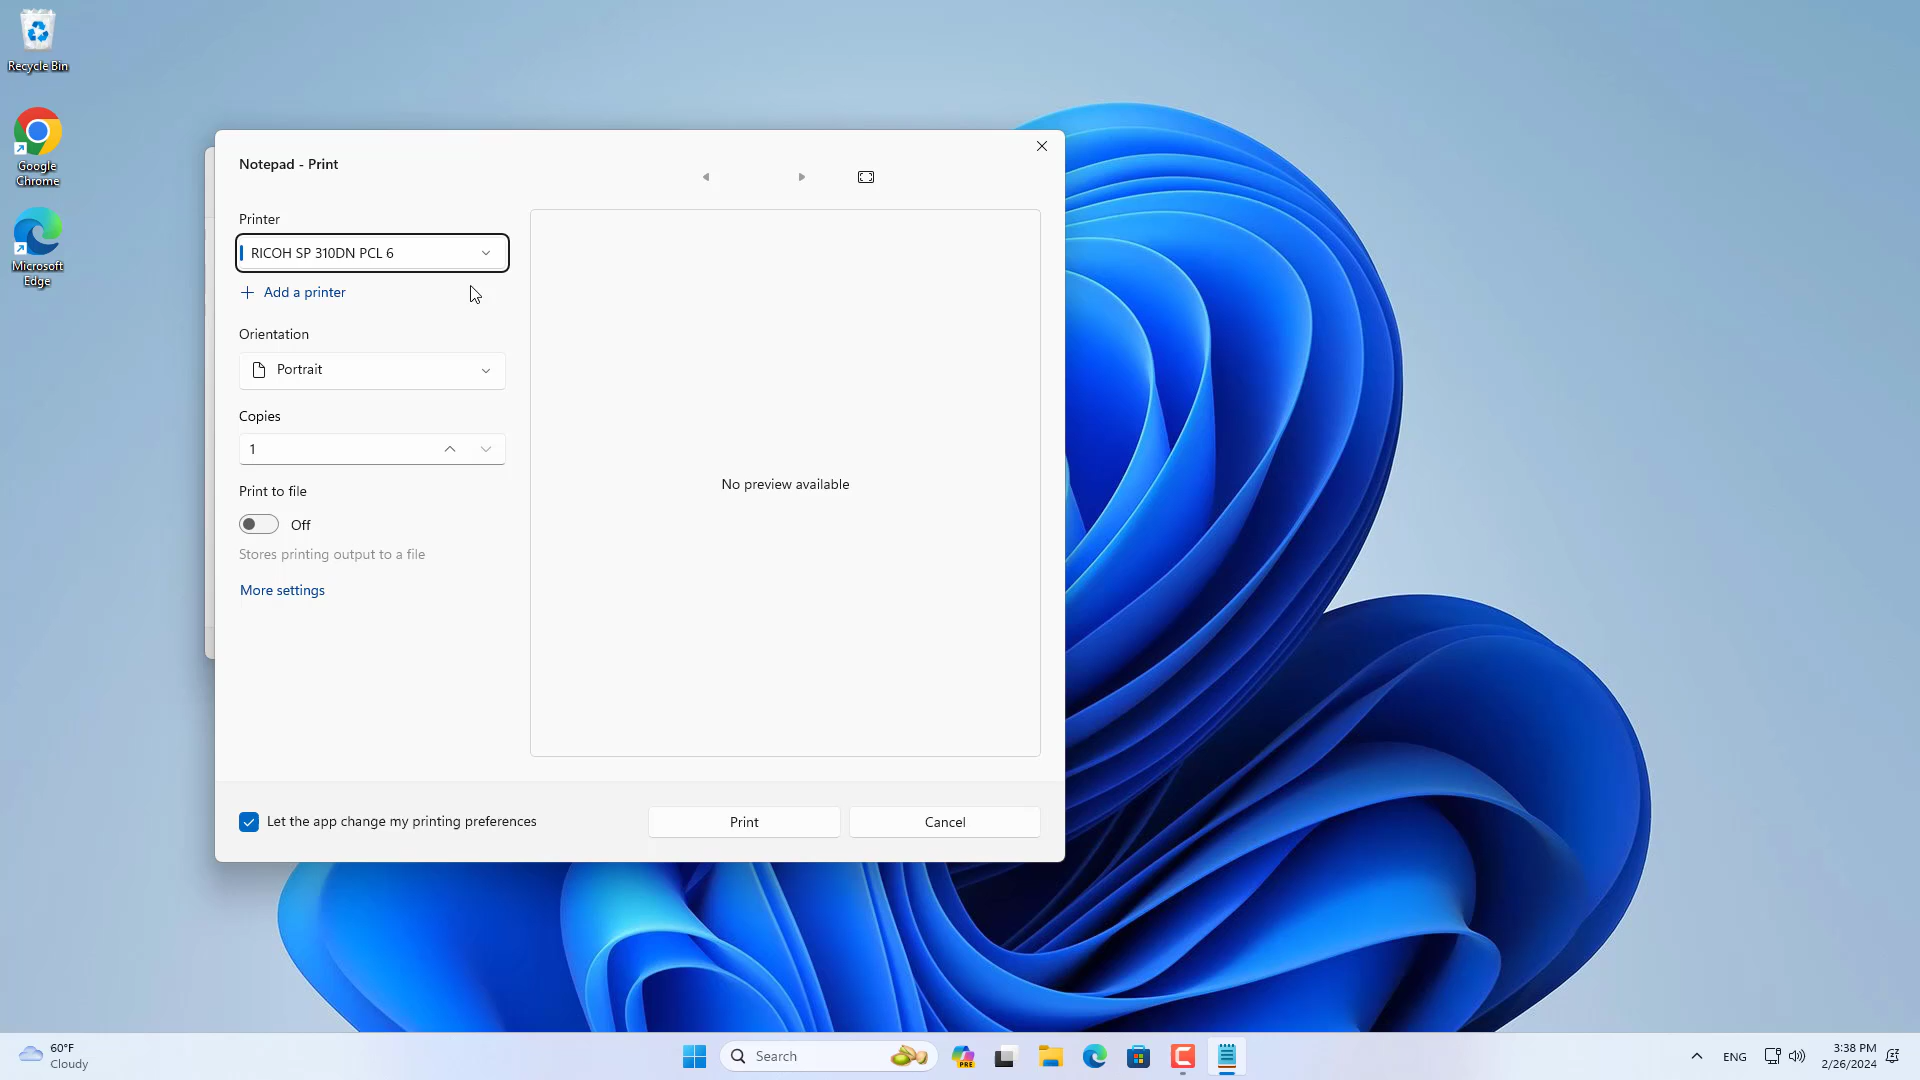 Recycle Bin
Google
Chrome
Microsoft
Edge
Notepad - Print
Printer
RICOH SP 310DN PCL 6
Add a printer
Orientation
Portrait
Copies
1
Print to file
Off
Stores printing output to a file
More settings
No preview available
Let the app change my printing preferences
Print
Cancel
60°F
Cloudy
Search
PRE
ENG
3:38 PM
2/26/2024